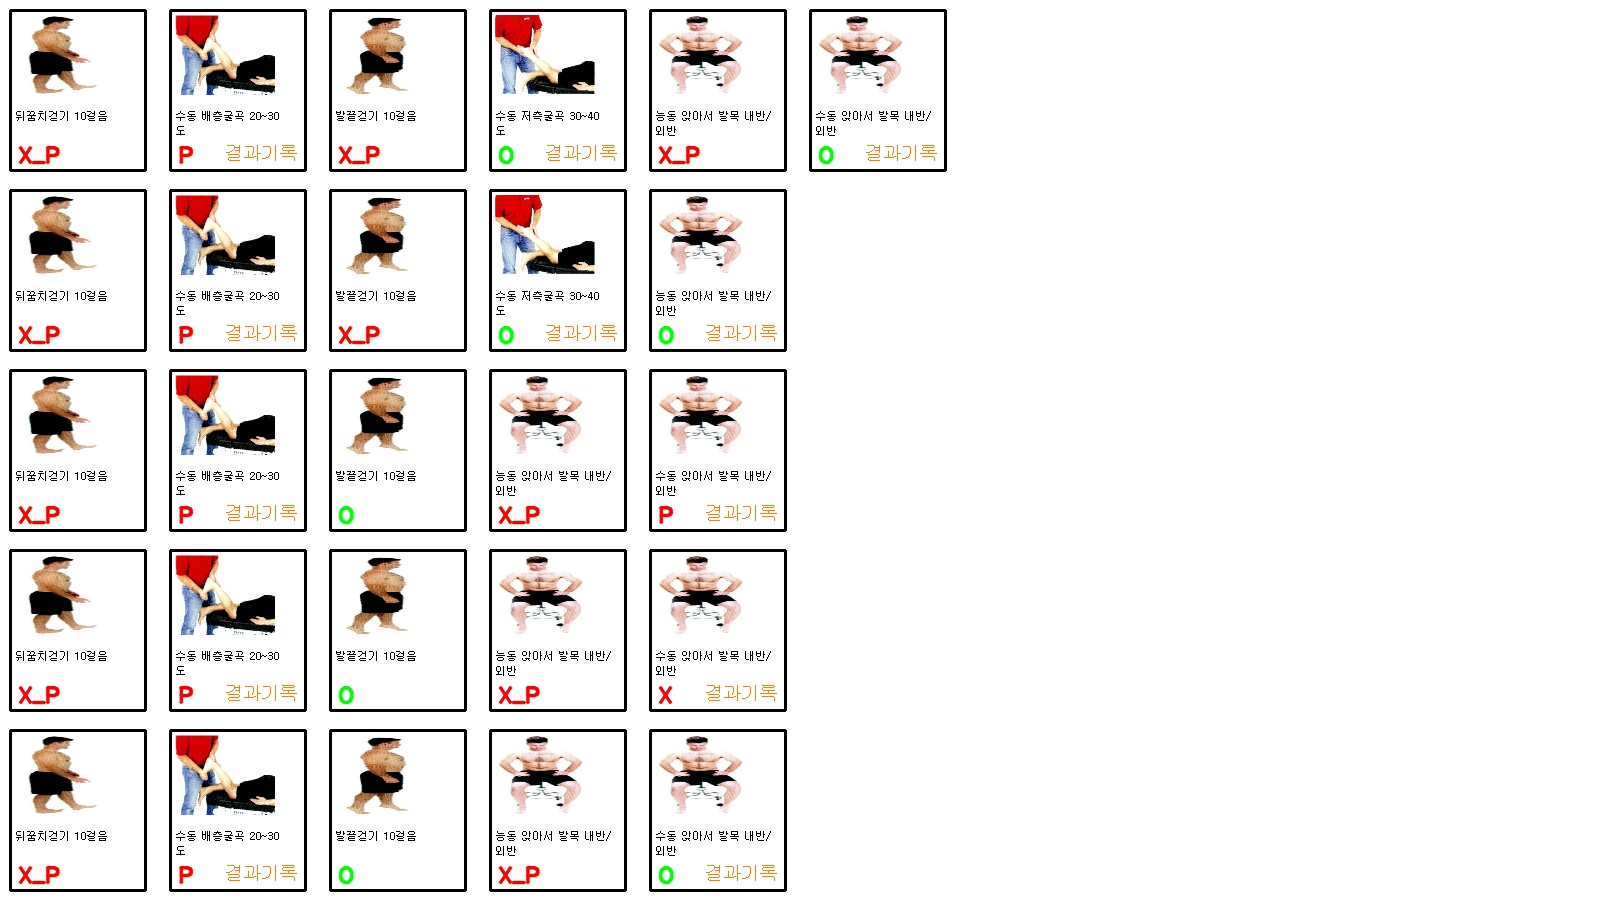 뒤꿈치걷기 10걸음
X_P
수동 배측굴곡 20~30
도
P 결과기록
발끝걷기 10걸음
X_P
수동 저측굴곡 30~40
도
O 결과기록
능동 앉아서 발목 내반/
외반
X_P
수동 앉아서 발목 내반/
외반
O 결과기록
뒤꿈치걷기 10걸음
X_P
수동 배층굴곡 20~30
도
P 결과기록
발끝걷기 10걸음
X_P
수동 저측굴곡 30~40
도
O 결과기록
능동 앉아서 발목 내반/
외반
O 결과기록
뒤꿈치걷기 10걸음
X_P
수동 배층굴곡 20~30
도
P 결과기록
발끝걷기 10걸음
O
능동 앉아서 발목 내반/
외반
X_P
수동 앉아서 발목 내반/
외반
P 결과기록
뒤꿈치걷기 10걸음
X_P
수동 배층굴곡 20~30
도
P 결과기록
발끝걷기 10걸음
O
능동 앉아서 발목 내반/
외반
X_P
수동 앉아서 발목 내반/
외반
X 결과기록
뒤꿈치걷기 10걸음
X_P
수동 배층굴곡 20~30
도
P 결과기록
발끝걷기 10걸음
O
능동 앉아서 발목 내반/
외반
X_P
수동 앉아서 발목 내반/
외반
O 결과기록